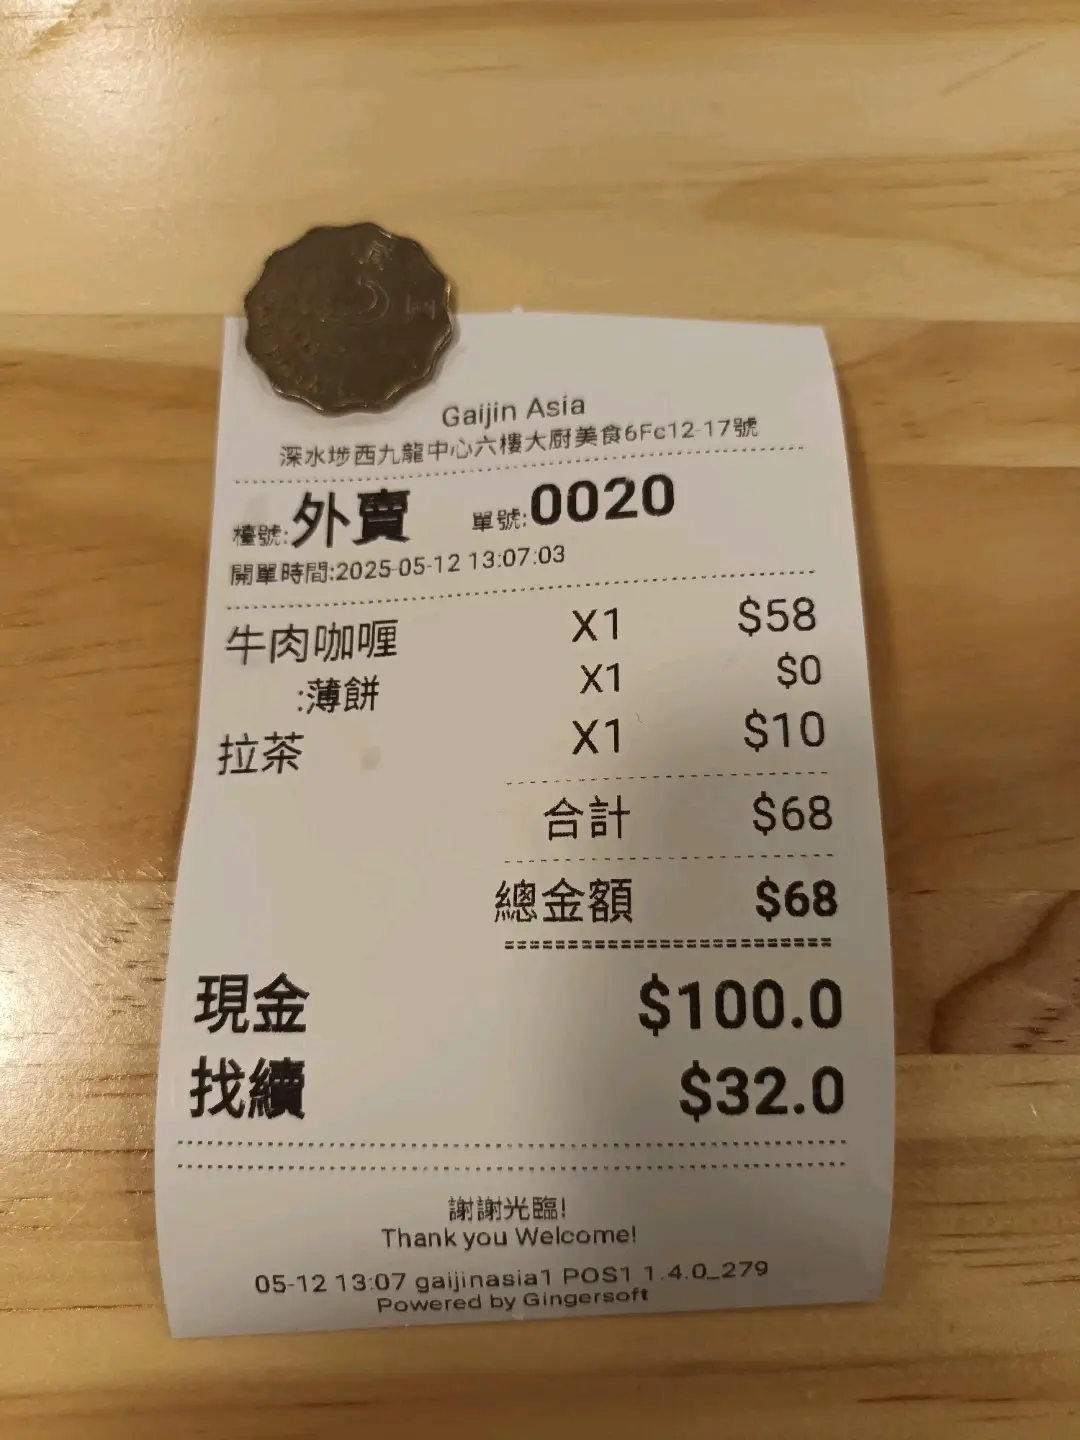 Gaijin Asia
深水埗西九龍中心六樓大廚美食6Fc12-17號
檯號:外賣 單號:0020
開單時間:2025-05-12 13:07:03
牛肉咖喱 X1 $58
:薄餅 X1 $0
拉茶 X1 $10
合計 $68
總金額 $68
現金 $100.0
找續 $32.0
謝謝光臨!
Thank you Welcome!
05-12 13:07 gaijinasia1 POS1 1.4.0_279
Powered by Gingersoft